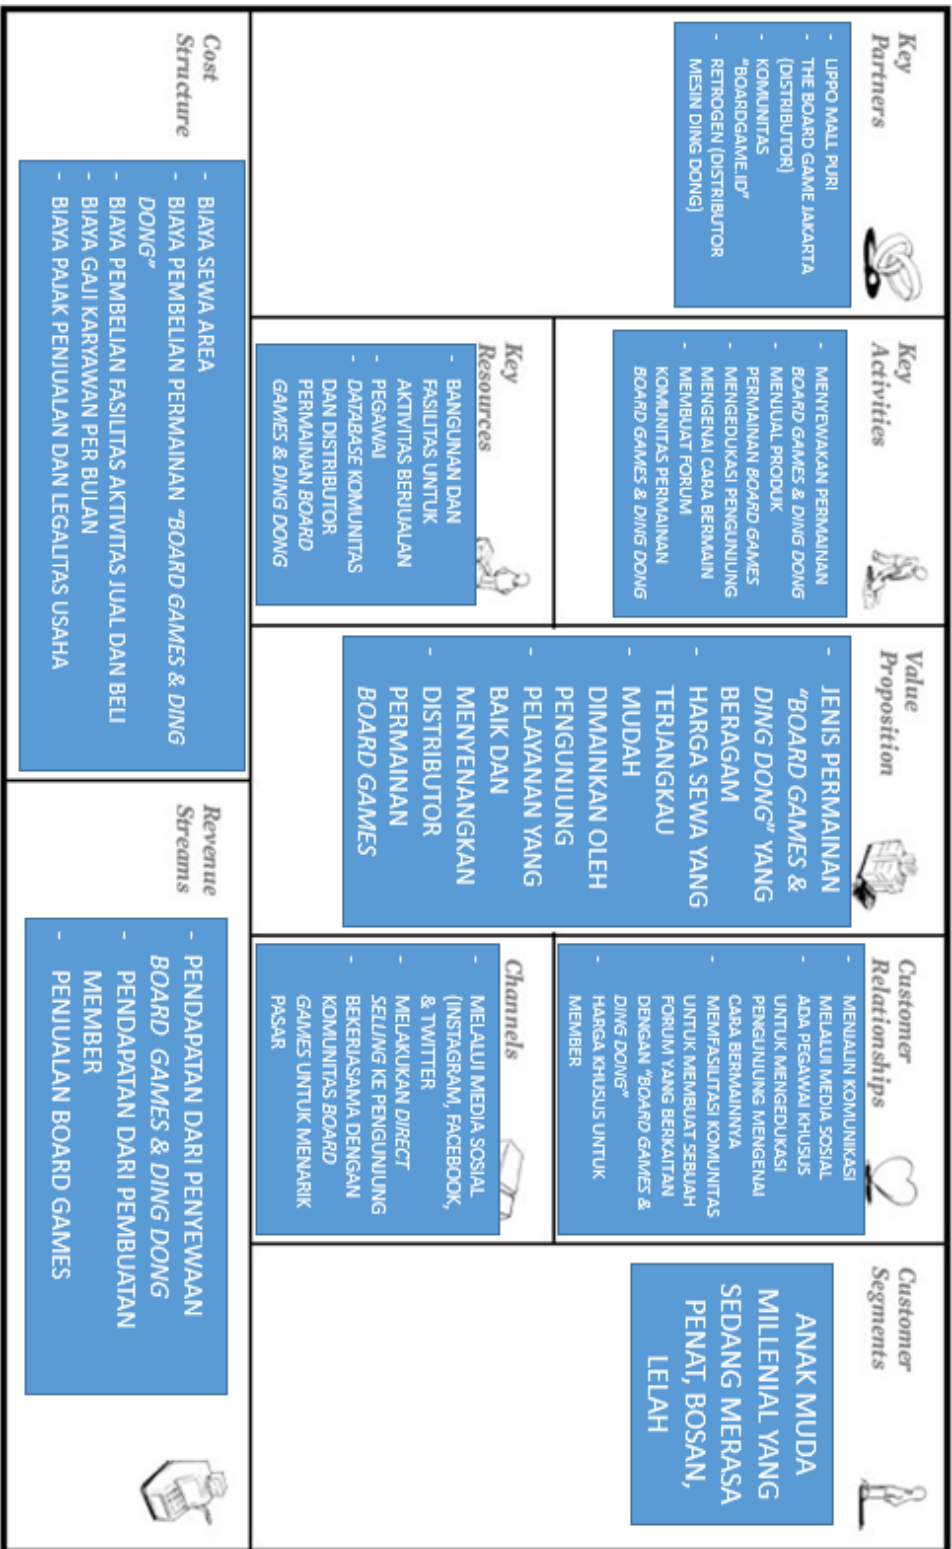 Key
Partners
- LIPPO MALL PURI
- THE BOARD GAME JAKARTA
(DISTRIBUTOR)
- KOMUNITAS
"BOARDGAME.ID"
- RETROGEN (DISTRIBUTOR
MESIN DING DONG)
Key
Activities
- MENYEWAKAN PERMAINAN
BOARD GAMES & DING DONG
- MENJUAL PRODUK
PERMAINAN BOARD GAMES
- MENGEDUKASI PENGUNJUNG
MENGENAI CARA BERMAIN
- MEMBUAT FORUM
KOMUNITAS PERMAINAN
BOARD GAMES & DING DONG
Key
Resources
- BANGUNAN DAN
FASILITAS UNTUK
AKTIVITAS BERJUALAN
- PEGAWAI
- DATABASE KOMUNITAS
DAN DISTRIBUTOR
PERMAINAN BOARD
GAMES & DING DONG
Value
Proposition
- JENIS PERMAINAN
"BOARD GAMES &
DING DONG" YANG
BERAGAM
- HARGA SEWA YANG
TERJANGKAU
- MUDAH
DIMAINKAN OLEH
PENGUNJUNG
- PELAYANAN YANG
BAIK DAN
MENYENANGKAN
- DISTRIBUTOR
PERMAINAN
BOARD GAMES
Customer
Relationships
- MENJALIN KOMUNIKASI
MELALUI MEDIA SOSIAL
- ADA PEGAWAI KHUSUS
UNTUK MENGEDUKASI
PENGUNJUNG MENGENAI
CARA BERMAINNYA
- MEMFASILITASI KOMUNITAS
UNTUK MEMBUAT SEBUAH
FORUM YANG BERKAITAN
DENGAN "BOARD GAMES &
DING DONG"
- HARGA KHUSUS UNTUK
MEMBER
Channels
- MELALUI MEDIA SOSIAL
(INSTAGRAM, FACEBOOK,
& TWITTER
- MELAKUKAN DIRECT
SELLING KE PENGUNJUNG
- BEKERJASAMA DENGAN
KOMUNITAS BOARD
GAMES UNTUK MENARIK
PASAR
Customer
Segments
ANAK MUDA
MILLENIAL YANG
SEDANG MERASA
PENAT, BOSAN,
LELAH
Cost
Structure
- BIAYA SEWA AREA
- BIAYA PEMBELIAN PERMAINAN "BOARD GAMES & DING
DONG"
- BIAYA PEMBELIAN FASILITAS AKTIVITAS JUAL DAN BELI
- BIAYA GAJI KARYAWAN PER BULAN
- BIAYA PAJAK PENJUALAN DAN LEGALITAS USAHA
Revenue
Streams
- PENDAPATAN DARI PENYEWAAN
BOARD GAMES & DING DONG
- PENDAPATAN DARI PEMBUATAN
MEMBER
- PENJUALAN BOARD GAMES